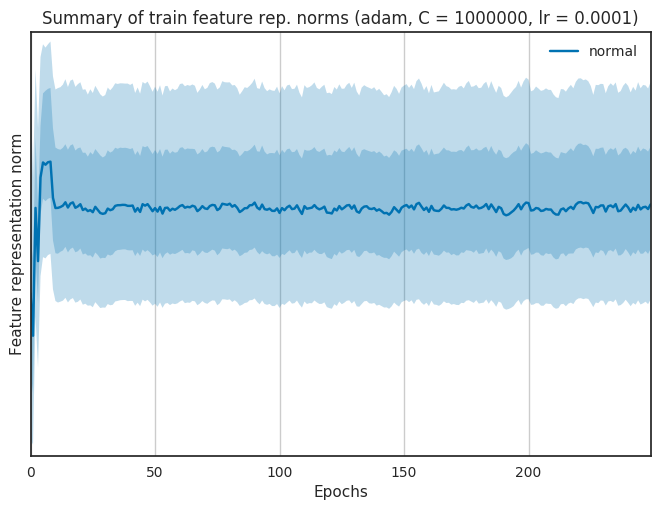 Summary of train feature rep. norms (adam, C = 1000000, lr = 0.0001)
normal
Feature representation norm
0 50 100 150 200
Epochs